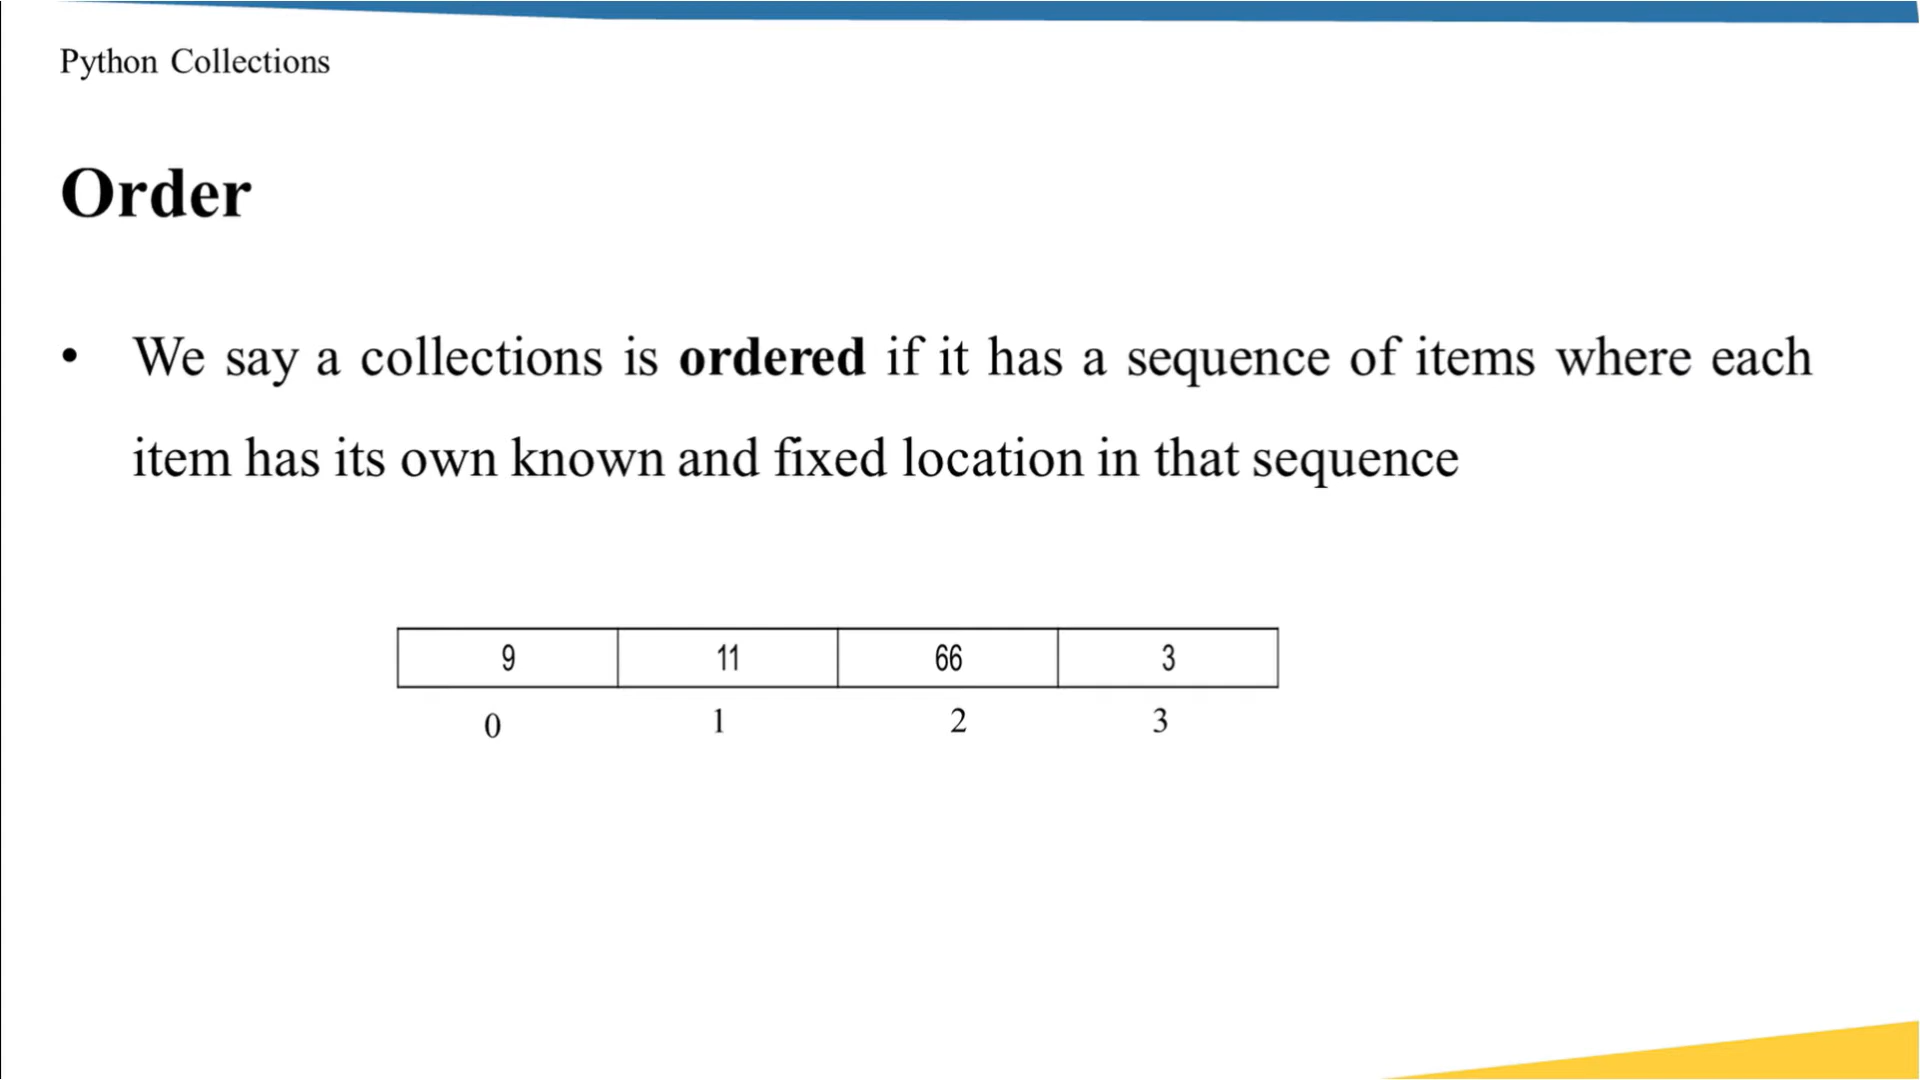 Python Collections
Order
• We say a collections is ordered if it has a sequence of items where each
item has its own known and fixed location in that sequence
9 11 66 3
0 1 2 3